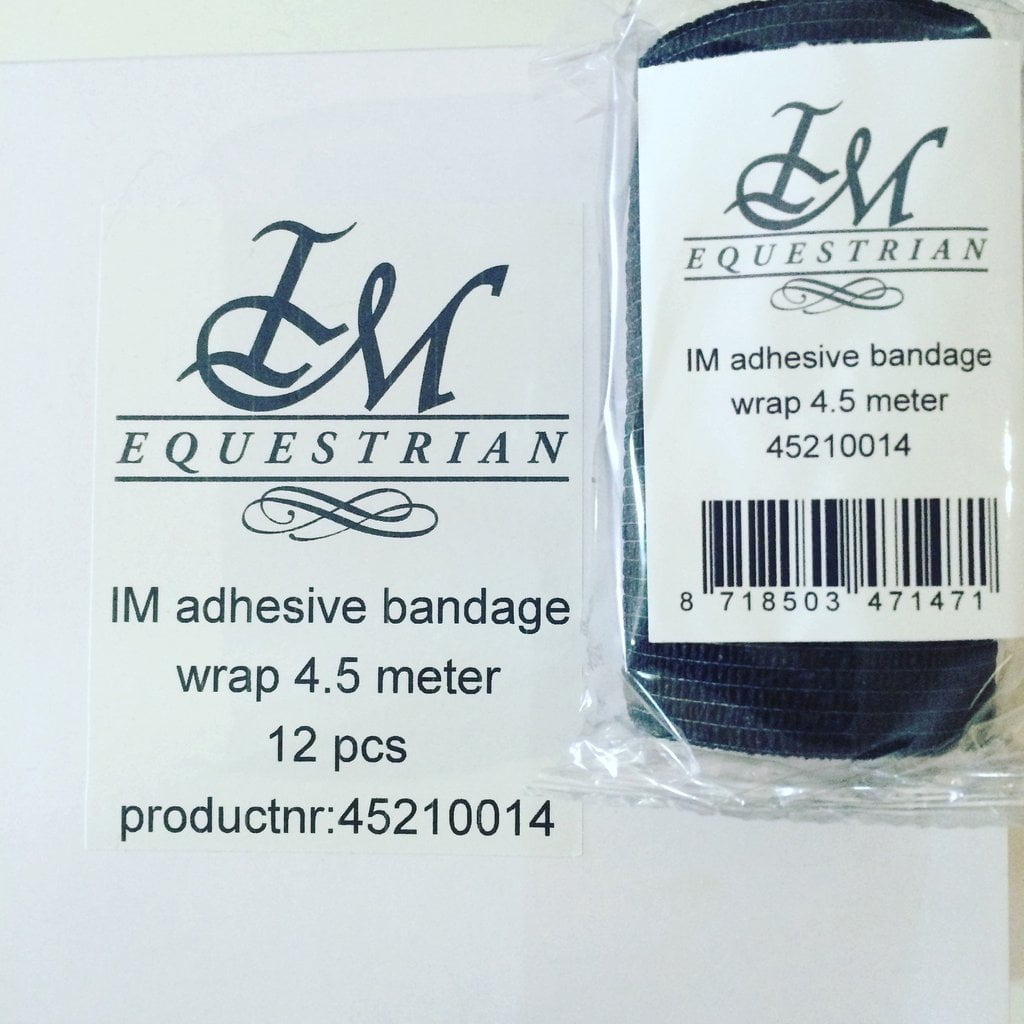 IM
EQUESTRIAN
IM adhesive bandage
wrap 4.5 meter
12 pcs
productnr:45210014
IM
EQUESTRIAN
IM adhesive bandage
wrap 4.5 meter
45210014
8 718503 471471